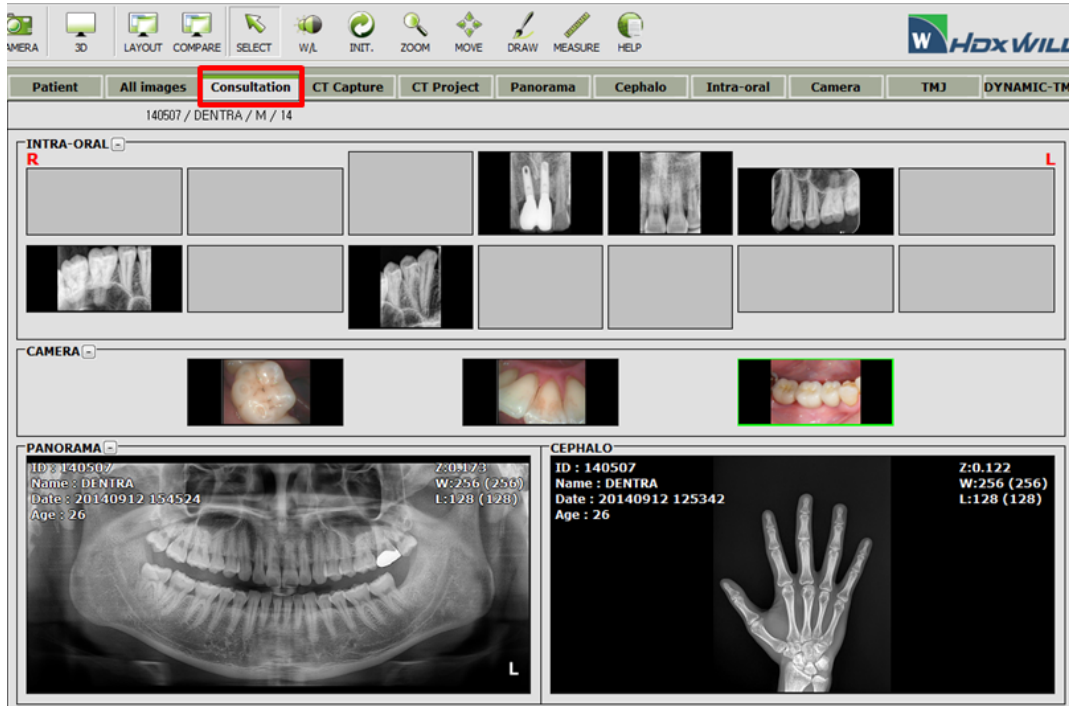 AMERA 3D LAYOUT COMPARE SELECT W/L INIT. ZOOM MOVE DRAW MEASURE HELP
W HDXWILL
Patient All images Consultation CT Capture CT Project Panorama Cephalo Intra-oral Camera TMJ DYNAMIC-TM
140507 / DENTRA / M / 14
INTRA-ORAL
R L
CAMERA
PANORAMA
ID : 140507 Z:0.173
Name : DENTRA W:256 (256)
Date : 20140912 154524 L:128 (128)
Age : 26
L
CEPHALO
ID : 140507 Z:0.122
Name : DENTRA W:256 (256)
Date : 20140912 125342 L:128 (128)
Age : 26